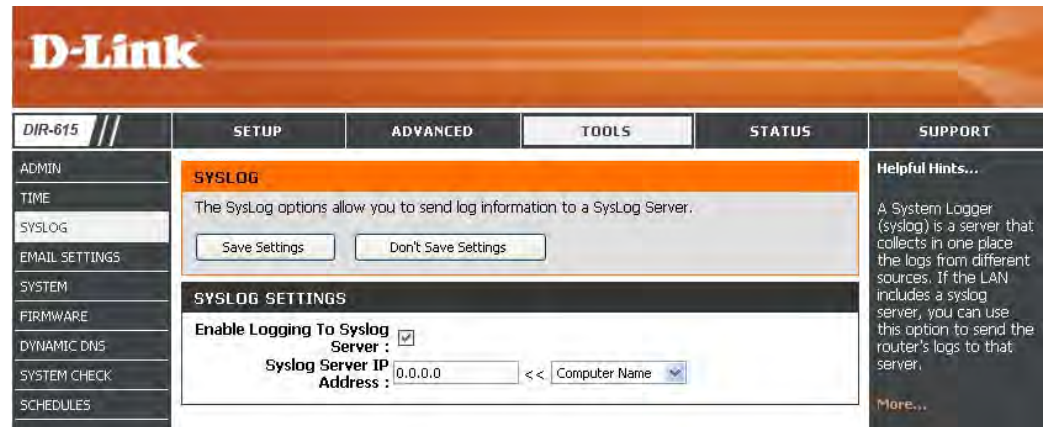 D-Link
DIR-615
SETUP
ADVANCED
TOOLS
STATUS
SUPPORT
ADMIN
TIME
SYSLOG
EMAIL SETTINGS
SYSTEM
FIRMWARE
DYNAMIC DNS
SYSTEM CHECK
SCHEDULES
SYSLOG
The SysLog options allow you to send log information to a SysLog Server.
Save Settings
Don't Save Settings
SYSLOG SETTINGS
Enable Logging To Syslog
Server :
Syslog Server IP
Address :
0.0.0.0
<<
Computer Name
Helpful Hints...
A System Logger
(syslog) is a server that
collects in one place
the logs from different
sources. If the LAN
includes a syslog
server, you can use
this option to send the
router's logs to that
server.
More...